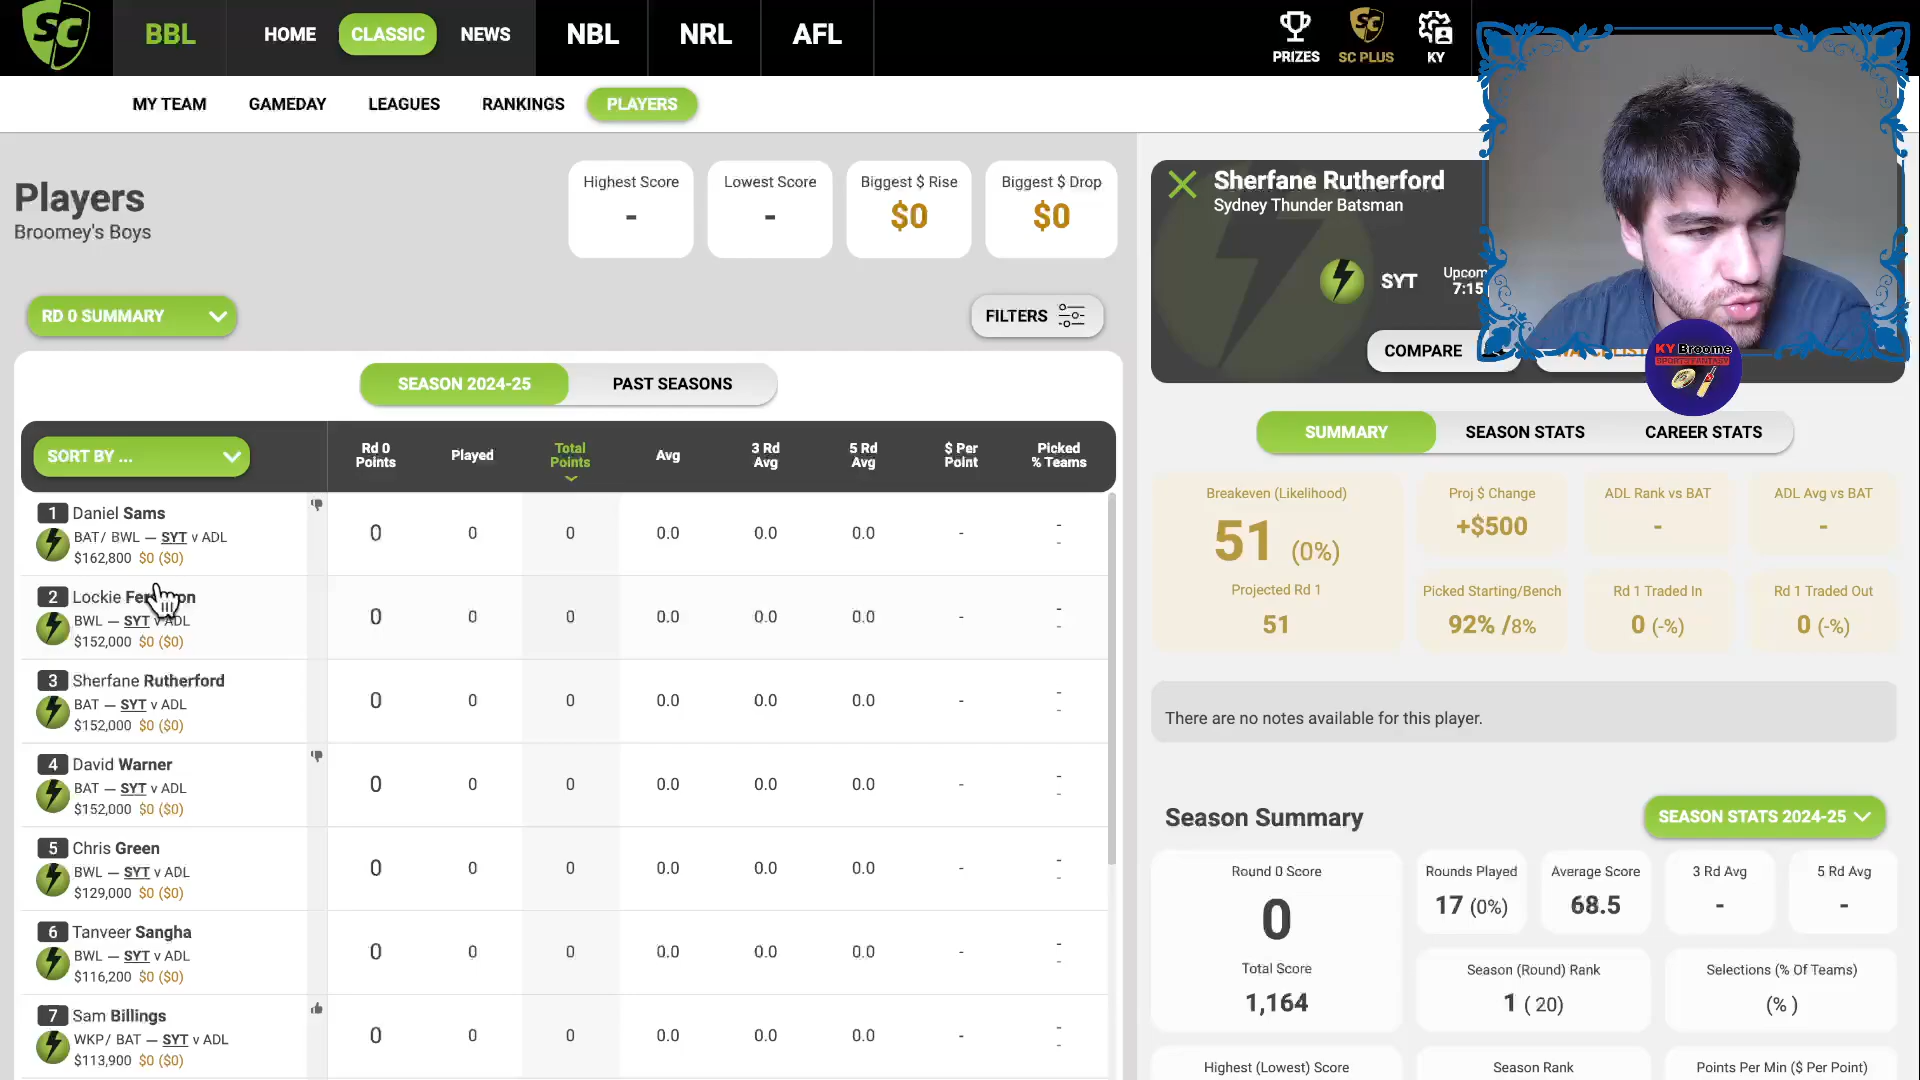 SC
BBL
HOME
CLASSIC
NEWS
NBL
NRL
AFL
PRIZES
SC PLUS
KY
MY TEAM
GAMEDAY
LEAGUES
RANKINGS
PLAYERS
Players
Broomey's Boys
Highest Score
-
Lowest Score
-
Biggest $ Rise
$0
Biggest $ Drop
$0
RD 0 SUMMARY
FILTERS
SEASON 2024-25
PAST SEASONS
SORT BY ...
Rd 0 Points
Played
Total Points
Avg
3 Rd Avg
5 Rd Avg
$ Per Point
Picked % Teams
1 Daniel Sams
BAT/ BWL — SYT v ADL
$162,800 $0 ($0)
0 0 0 0.0 0.0 0.0 - - -
2 Lockie
BWL — SYT v ADL
$152,000 $0 ($0)
0 0 0 0.0 0.0 0.0 - - -
3 Sherfane Rutherford
BAT — SYT v ADL
$152,000 $0 ($0)
0 0 0 0.0 0.0 0.0 - - -
4 David Warner
BAT — SYT v ADL
$152,000 $0 ($0)
0 0 0 0.0 0.0 0.0 - - -
5 Chris Green
BWL — SYT v ADL
$129,000 $0 ($0)
0 0 0 0.0 0.0 0.0 - - -
6 Tanveer Sangha
BWL — SYT v ADL
$116,200 $0 ($0)
0 0 0 0.0 0.0 0.0 - - -
7 Sam Billings
WKP/ BAT — SYT v ADL
$113,900 $0 ($0)
0 0 0 0.0 0.0 0.0 - - -
Sherfane Rutherford
Sydney Thunder Batsman
SYT
Upcom
7:15
COMPARE
KY Broome
SPORTS FANTASY
SUMMARY
SEASON STATS
CAREER STATS
Breakeven (Likelihood)
51 (0%)
Projected Rd 1
51
Proj $ Change
+$500
ADL Rank vs BAT
-
ADL Avg vs BAT
-
Picked Starting/Bench
92% /8%
Rd 1 Traded In
0 (-%)
Rd 1 Traded Out
0 (-%)
There are no notes available for this player.
Season Summary
SEASON STATS 2024-25
Round 0 Score
0
Total Score
1,164
Rounds Played
17 (0%)
Average Score
68.5
3 Rd Avg
-
5 Rd Avg
-
Season (Round) Rank
1 ( 20)
Selections (% Of Teams)
(% )
Highest (Lowest) Score
Season Rank
Points Per Min ($ Per Point)